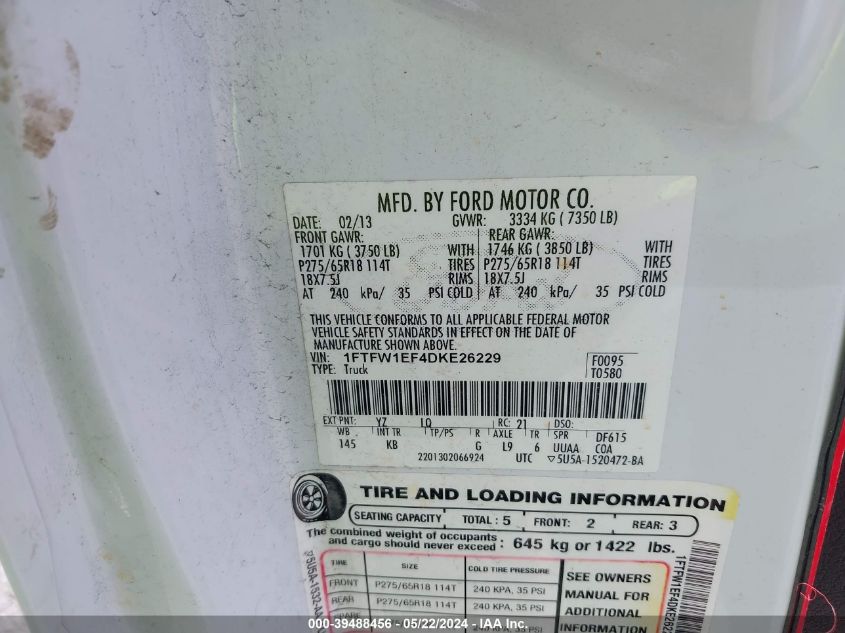 MFD. BY FORD MOTOR CO.
DATE: 02/13 GVWR: 3334 KG ( 7350 LB)
FRONT GAWR: REAR GAWR:
1701 KG ( 3750 LB) WITH 1746 KG ( 3850 LB) WITH
P275/65R18 114T TIRES P275/65R18 114T TIRES
18X7.5J RIMS 18X7.5J RIMS
AT 240 kPa/ 35 PSI COLD AT 240 kPa/ 35 PSI COLD
THIS VEHICLE CONFORMS TO ALL APPLICABLE FEDERAL MOTOR
VEHICLE SAFETY STANDARDS IN EFFECT ON THE DATE OF
MANUFACTURE SHOWN ABOVE.
VIN: 1FTFW1EF4DKE26229 F0095
TYPE: Truck T0580
EXT PNT: YZ LQ RC: 21 DSO:
WB INT TR TP/PS R AXLE TR SPR DF615
145 KB G L9 6 UUAA COA
2201302066924 UTC ▽5U5A-1520472-BA
TIRE AND LOADING INFORMATION
SEATING CAPACITY TOTAL : 5 FRONT: 2 REAR: 3
The combined weight of occupants
and cargo should never exceed : 645 kg or 1422 lbs.
TIRE SIZE COLD TIRE PRESSURE SEE OWNERS
FRONT P275/65R18 114T 240 KPA, 35 PSI MANUAL FOR
REAR P275/65R18 114T 240 KPA, 35 PSI ADDITIONAL
INFORMATION
1FTFW1EF4DKE262
00-39488456 - 05/22/2024 - IAA Inc.